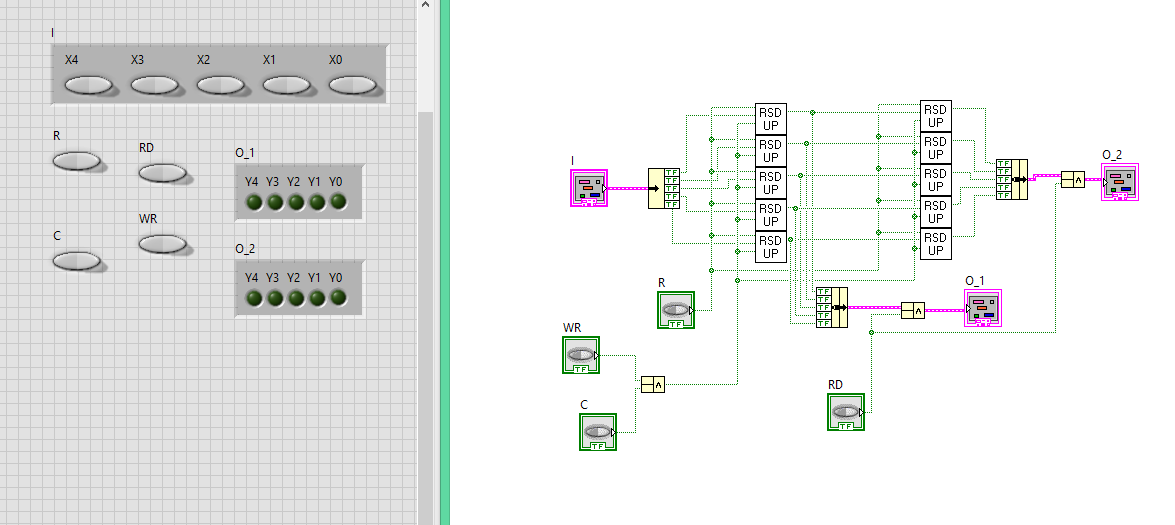 I
X4 X3 X2 X1 X0
R
RD
O_1
Y4 Y3 Y2 Y1 Y0
WR
C
O_2
Y4 Y3 Y2 Y1 Y0
I
TF
TF
TF
TF
TF
RSD
UP
RSD
UP
RSD
UP
RSD
UP
RSD
UP
RSD
UP
RSD
UP
RSD
UP
RSD
UP
RSD
UP
TF
TF
TF
TF
TF
O_2
R
TF
TF
TF
TF
TF
TF
O_1
WR
TF
C
TF
RD
TF